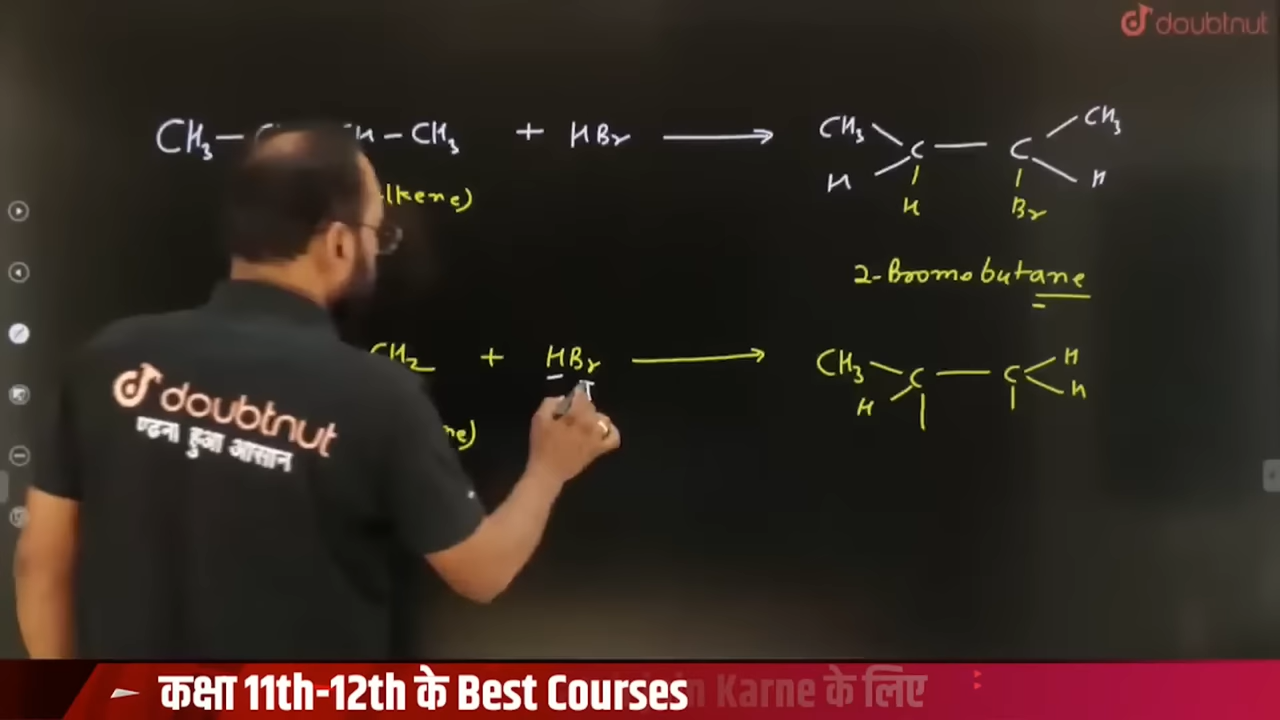 doubtnut
CH₃ — CH₃ + HBr → CH₃ C — C CH₃
H H
H Br
lkene)
2-Bromobutane
CH₂ + HBr → CH₃ C — C H
H H
ne)
doubtnut
पढ़ना हुआ आसान
कक्षा 11th-12th के Best Courses Karne के लिए